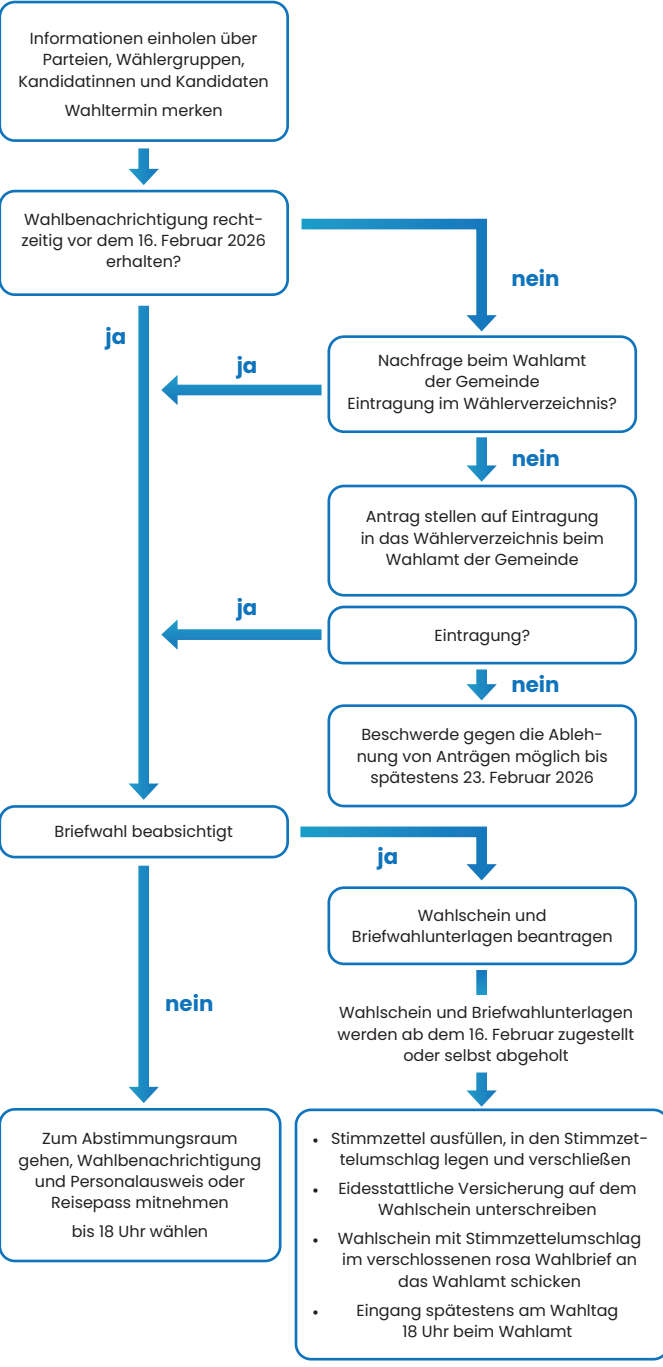 Informationen einholen über
Parteien, Wählergruppen,
Kandidatinnen und Kandidaten
Wahltermin merken
Wahlbenachrichtigung recht-
zeitig vor dem 16. Februar 2026
erhalten?
nein
ja
ja
Nachfrage beim Wahlamt
der Gemeinde
Eintragung im Wählerverzeichnis?
nein
Antrag stellen auf Eintragung
in das Wählerverzeichnis beim
Wahlamt der Gemeinde
ja
Eintragung?
nein
Beschwerde gegen die Ableh-
nung von Anträgen möglich bis
spätestens 23. Februar 2026
Briefwahl beabsichtigt
ja
Wahlschein und
Briefwahlunterlagen beantragen
nein
Wahlschein und Briefwahlunterlagen
werden ab dem 16. Februar zugestellt
oder selbst abgeholt
Zum Abstimmungsraum
gehen, Wahlbenachrichtigung
und Personalausweis oder
Reisepass mitnehmen
bis 18 Uhr wählen
• Stimmzettel ausfüllen, in den Stimmzet-
telumschlag legen und verschließen
• Eidesstattliche Versicherung auf dem
Wahlschein unterschreiben
• Wahlschein mit Stimmzettelumschlag
im verschlossenen rosa Wahlbrief an
das Wahlamt schicken
• Eingang spätestens am Wahltag
18 Uhr beim Wahlamt